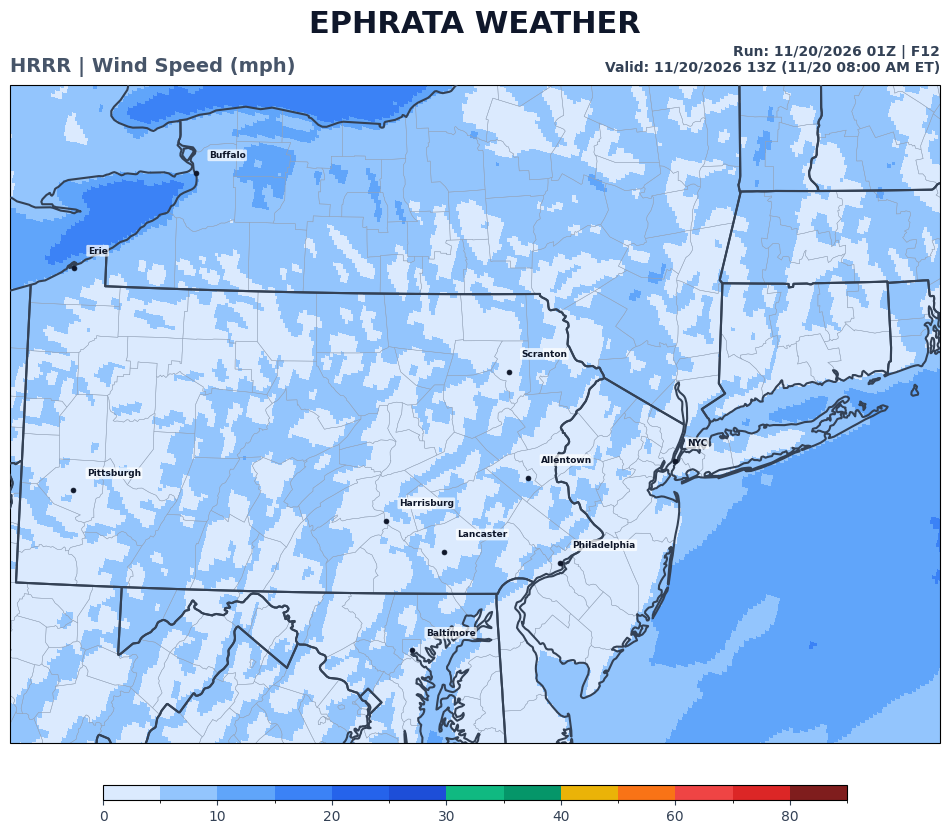 EPHRATA WEATHER
HRRR | Wind Speed (mph)
Run: 11/20/2026 01Z | F12
Valid: 11/20/2026 13Z (11/20 08:00 AM ET)
Buffalo
Erie
Scranton
NYC
Allentown
Pittsburgh
Harrisburg
Lancaster
Philadelphia
Baltimore
0 10 20 30 40 60 80